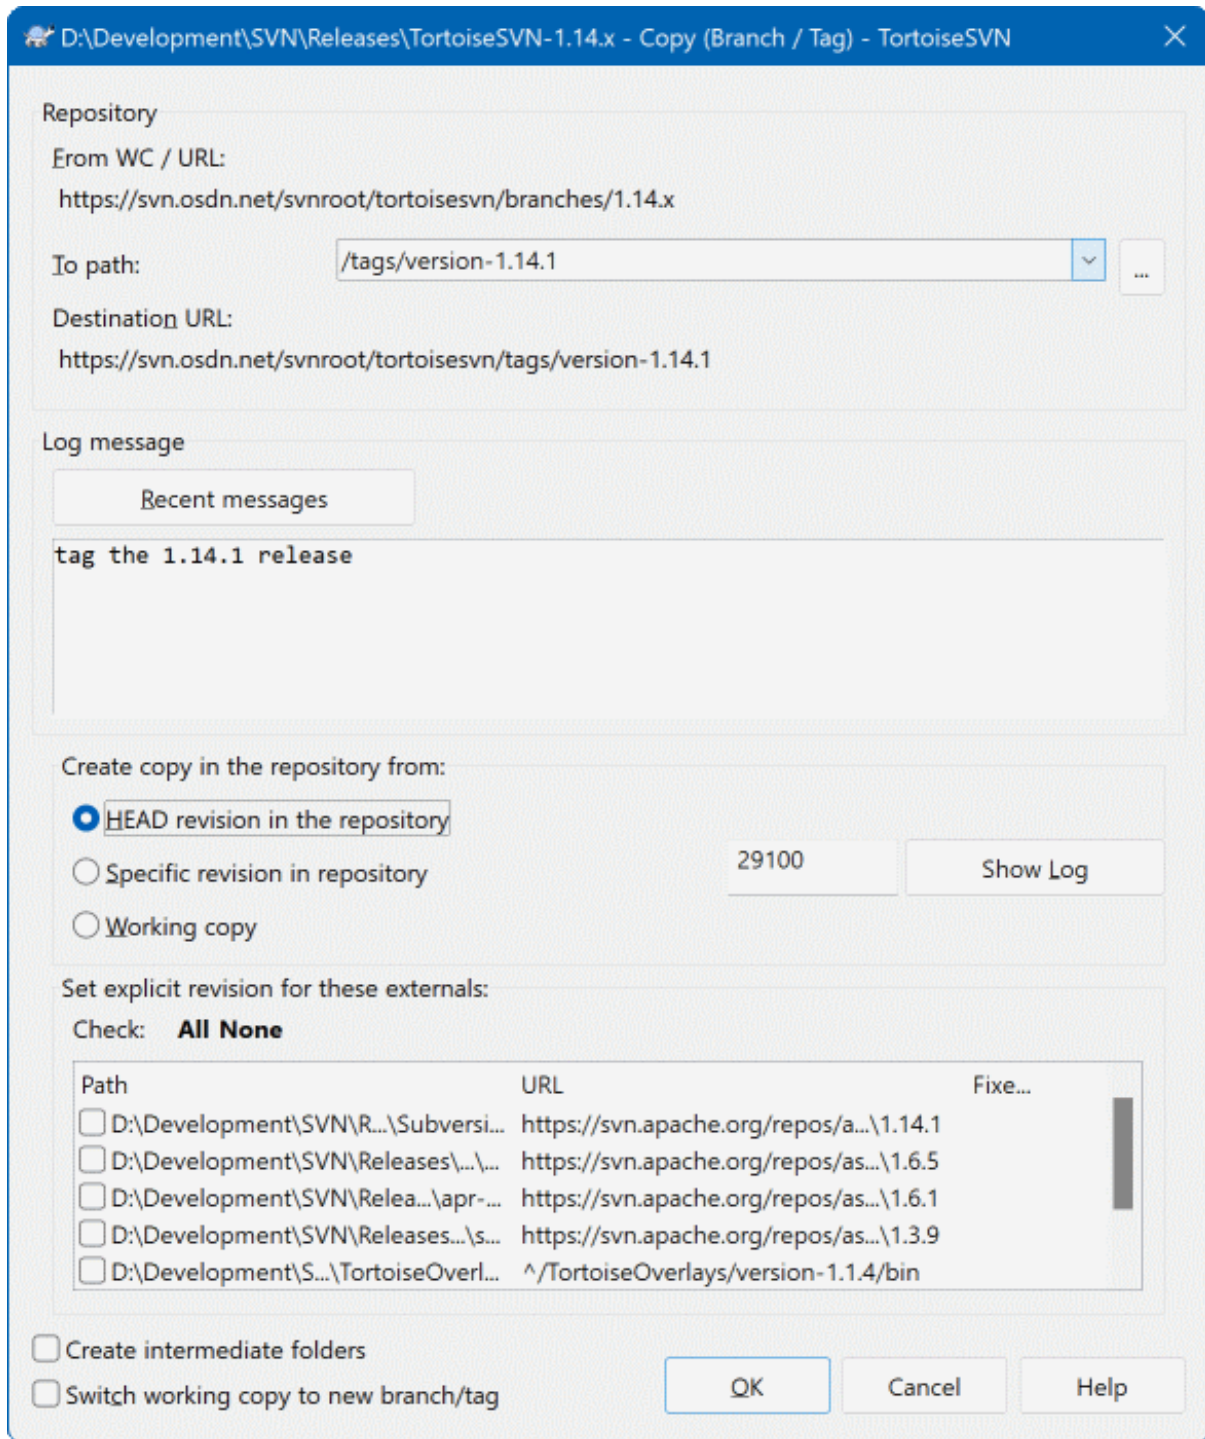 D:\Development\SVN\Releases\TortoiseSVN-1.14.x - Copy (Branch / Tag) - TortoiseSVN
Repository
From WC / URL:
https://svn.osdn.net/svnroot/tortoisesvn/branches/1.14.x
To path:
/tags/version-1.14.1
...
Destination URL:
https://svn.osdn.net/svnroot/tortoisesvn/tags/version-1.14.1
Log message
Recent messages
tag the 1.14.1 release
Create copy in the repository from:
HEAD revision in the repository
Specific revision in repository 29100 Show Log
Working copy
Set explicit revision for these externals:
Check: All None
Path URL Fixe...
D:\Development\SVN\R...\Subversi... https://svn.apache.org/repos/a...\1.14.1
D:\Development\SVN\Releases\...\... https://svn.apache.org/repos/as...\1.6.5
D:\Development\SVN\Relea...\apr-... https://svn.apache.org/repos/as...\1.6.1
D:\Development\SVN\Releases...\s... https://svn.apache.org/repos/as...\1.3.9
D:\Development\S...\TortoiseOverl... ^/TortoiseOverlays/version-1.1.4/bin
Create intermediate folders
Switch working copy to new branch/tag
OK Cancel Help